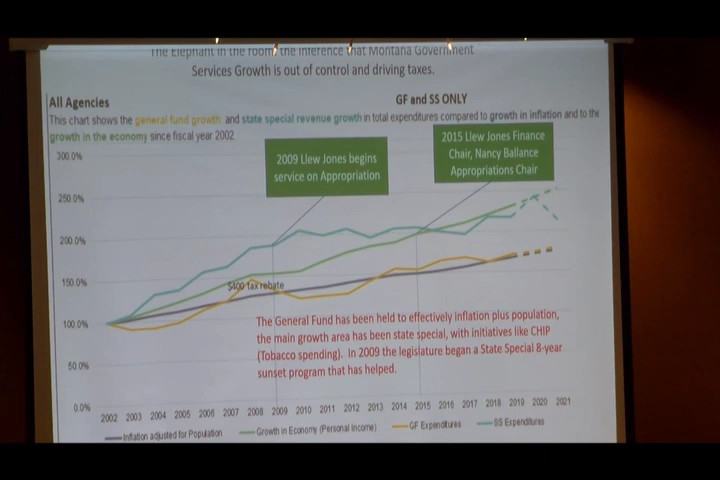 The Elephant in the room, the inference that Montana Government
Services Growth is out of control and driving taxes.
All Agencies
GF and SS ONLY
This chart shows the general fund growth and state special revenue growth in total expenditures compared to growth in inflation and to the
growth in the economy since fiscal year 2002
300.0%
250.0%
200.0%
150.0%
100.0%
50.0%
0.0%
2009 Llew Jones begins
service on Appropriation
2015 Llew Jones Finance
Chair, Nancy Ballance
Appropriations Chair
$400 tax rebate
The General Fund has been held to effectively inflation plus population,
the main growth area has been state special, with initiatives like CHIP
(Tobacco spending). In 2009 the legislature began a State Special 8-year
sunset program that has helped.
2002 2003 2004 2005 2006 2007 2008 2009 2010 2011 2012 2013 2014 2015 2016 2017 2018 2019 2020 2021
Inflation adjusted for Population Growth in Economy (Personal Income) GF Expenditures SS Expenditures